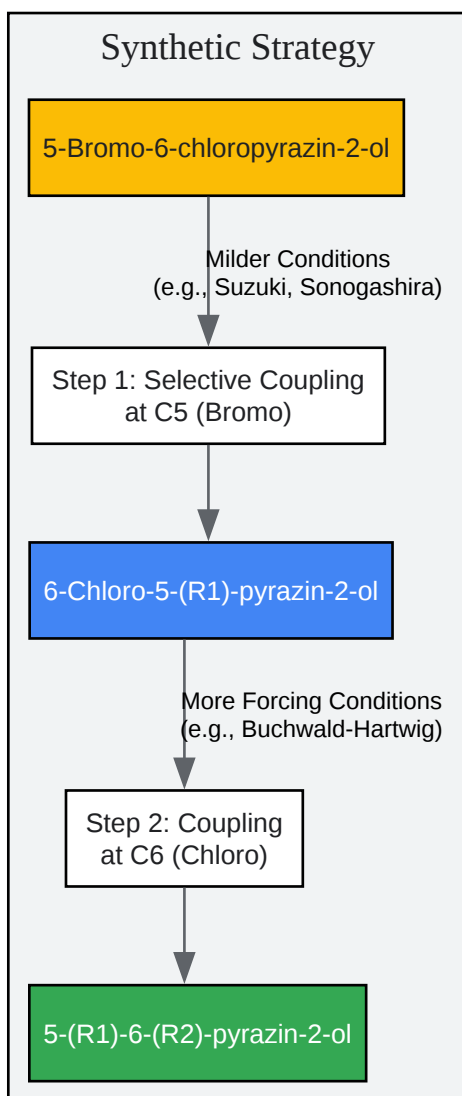 Synthetic Strategy
5-Bromo-6-chloropyrazin-2-ol
Milder Conditions
(e.g., Suzuki, Sonogashira)
Step 1: Selective Coupling
at C5 (Bromo)
6-Chloro-5-(R1)-pyrazin-2-ol
More Forcing Conditions
(e.g., Buchwald-Hartwig)
Step 2: Coupling
at C6 (Chloro)
5-(R1)-6-(R2)-pyrazin-2-ol